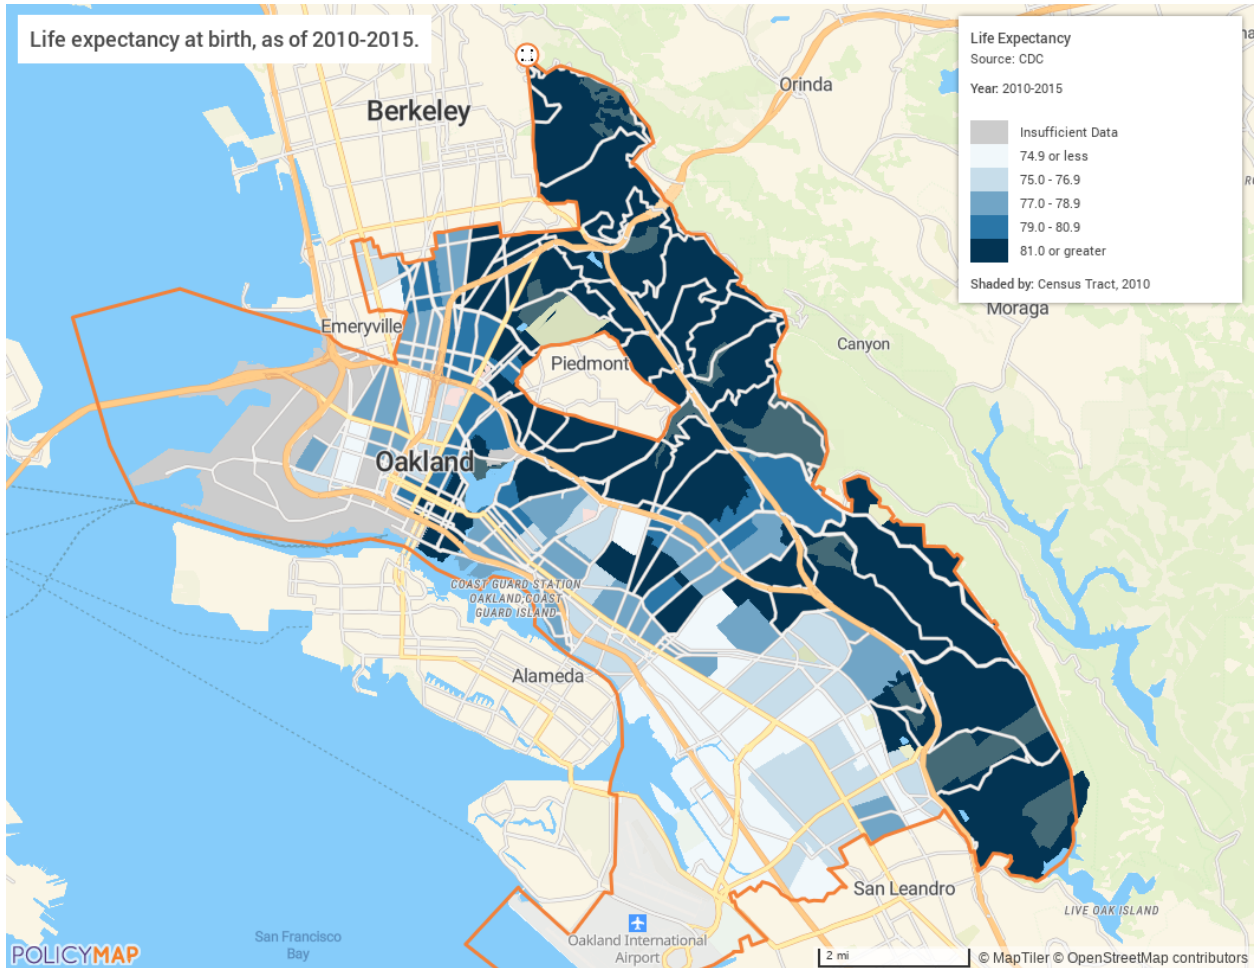 Life expectancy at birth, as of 2010-2015.
Life Expectancy
Source: CDC
Year: 2010-2015
Insufficient Data
74.9 or less
75.0 - 76.9
77.0 - 78.9
79.0 - 80.9
81.0 or greater
Shaded by: Census Tract, 2010
Orinda
Berkeley
Moraga
Emeryville
Canyon
Piedmont
Oakland
COAST GUARD STATION
OAKLAND;COAST
GUARD ISLAND
Alameda
San Leandro
LIVE OAK ISLAND
San Francisco
Bay
Oakland International
Airport
POLICYMAP
2 mi
© MapTiler © OpenStreetMap contributors